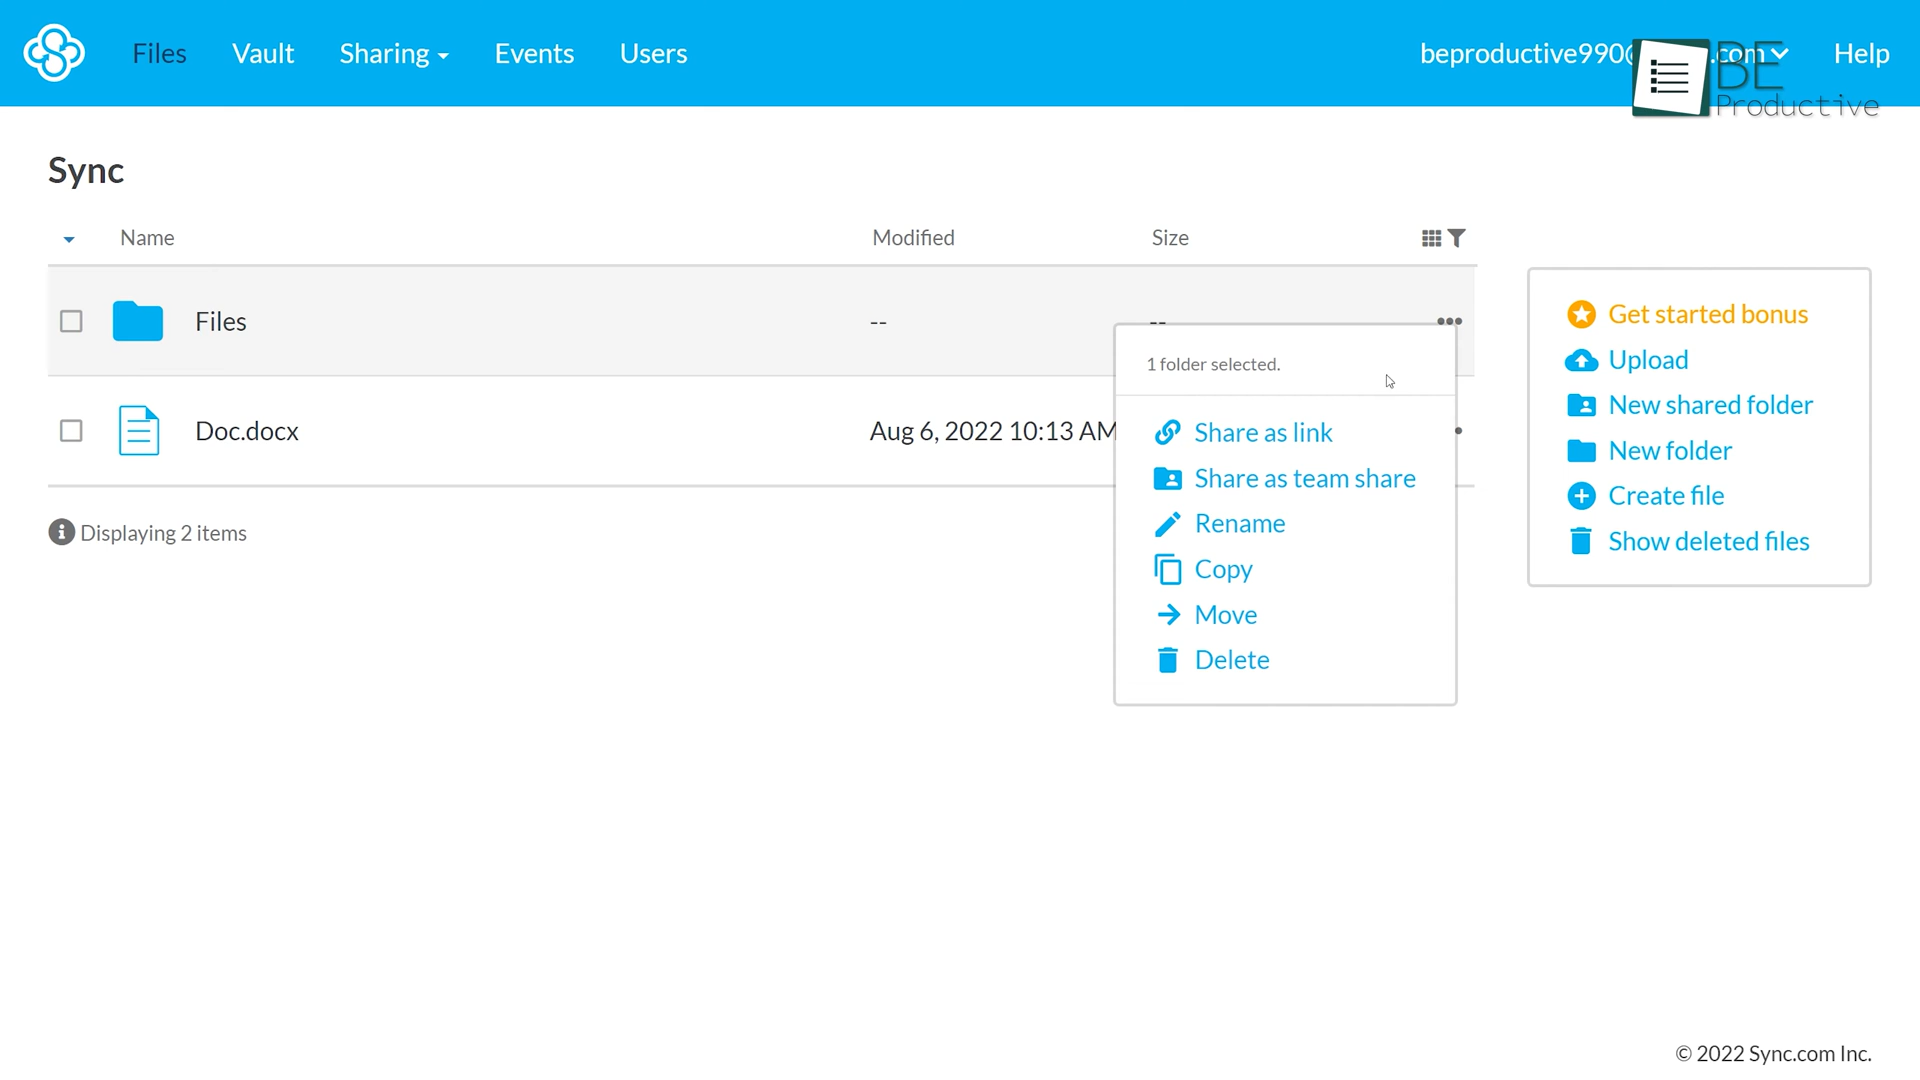 Files Vault Sharing Events Users beproductive990 .com Help
BE
Productive
Sync
Name Modified Size
Files -- --
1 folder selected.
Doc.docx Aug 6, 2022 10:13 AM
Share as link
Share as team share
Rename
Copy
Move
Delete
Get started bonus
Upload
New shared folder
New folder
Create file
Show deleted files
Displaying 2 items
© 2022 Sync.com Inc.